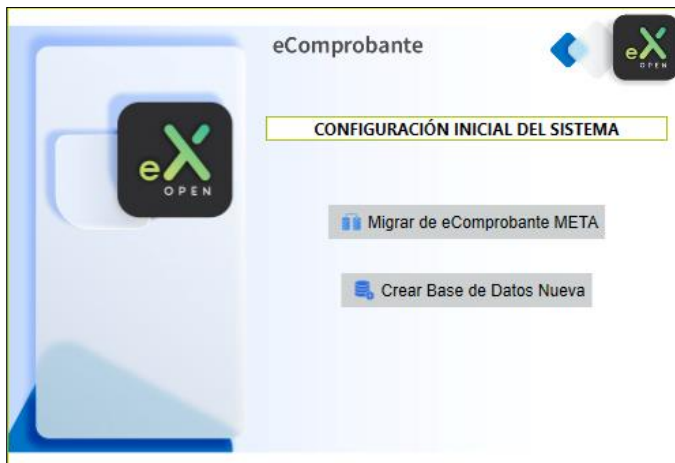 eComprobante
eX
OPEN
CONFIGURACIÓN INICIAL DEL SISTEMA
eX
OPEN
Migrar de eComprobante META
Crear Base de Datos Nueva